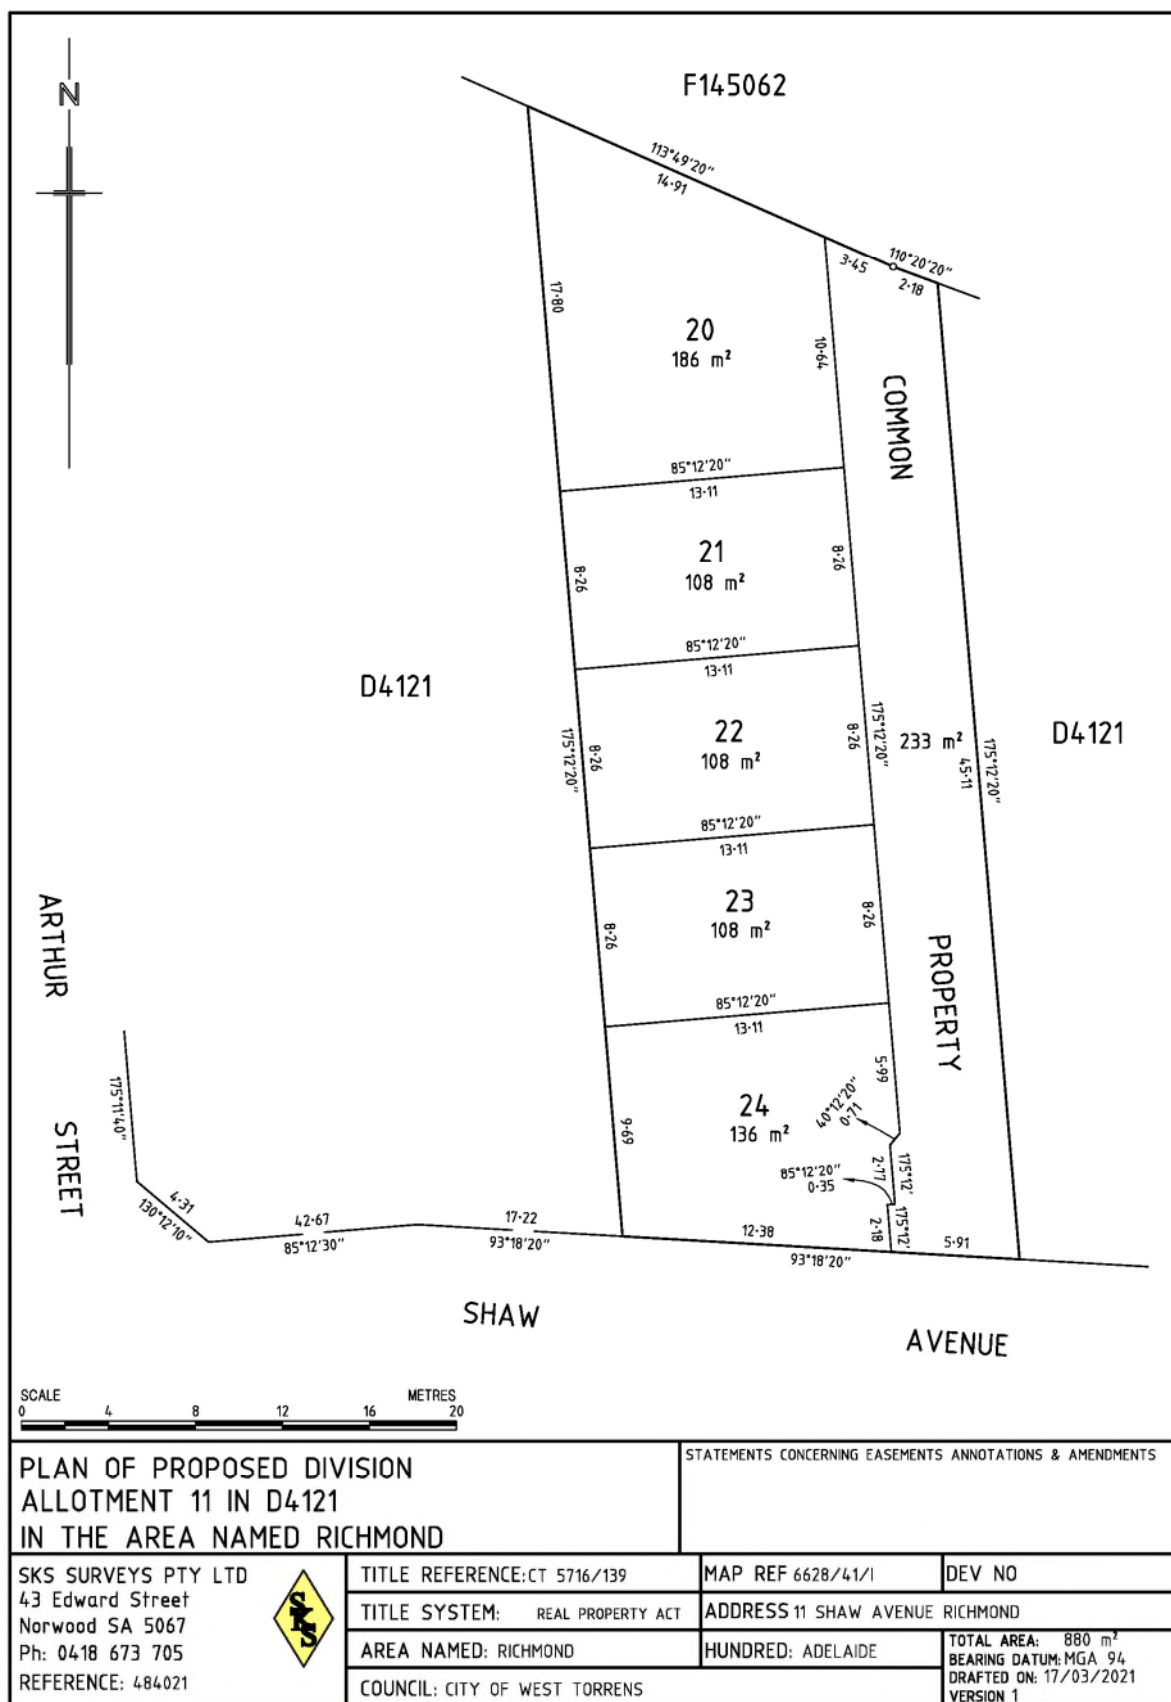 F145062
N
113°49'20"
14·91
110°20'20"
3·45
2·18
17·80
20
186 m²
10·64
COMMON
85°12'20"
13·11
21
108 m²
8·26
8·26
85°12'20"
13·11
D4121
22
108 m²
175°12'20"
8·26
8·26
175°12'20"
233 m²
45·11
175°12'20"
D4121
85°12'20"
13·11
23
108 m²
8·26
8·26
PROPERTY
ARTHUR
STREET
85°12'20"
13·11
5·99
24
136 m²
9·69
40°12'20"
0·71
85°12'20"
0·35
2·77
175°12'
2·18
175°12'
175°11'40"
4·31
130°12'10"
42·67
85°12'30"
17·22
93°18'20"
12·38
93°18'20"
5·91
SHAW
AVENUE
SCALE METRES
0 4 8 12 16 20
PLAN OF PROPOSED DIVISION
ALLOTMENT 11 IN D4121
IN THE AREA NAMED RICHMOND
STATEMENTS CONCERNING EASEMENTS ANNOTATIONS & AMENDMENTS
SKS SURVEYS PTY LTD
43 Edward Street
Norwood SA 5067
Ph: 0418 673 705
REFERENCE: 484021
SKS
TITLE REFERENCE: CT 5716/139
MAP REF 6628/41/I
DEV NO
TITLE SYSTEM: REAL PROPERTY ACT
ADDRESS 11 SHAW AVENUE RICHMOND
AREA NAMED: RICHMOND
HUNDRED: ADELAIDE
COUNCIL: CITY OF WEST TORRENS
TOTAL AREA: 880 m²
BEARING DATUM: MGA 94
DRAFTED ON: 17/03/2021
VERSION 1